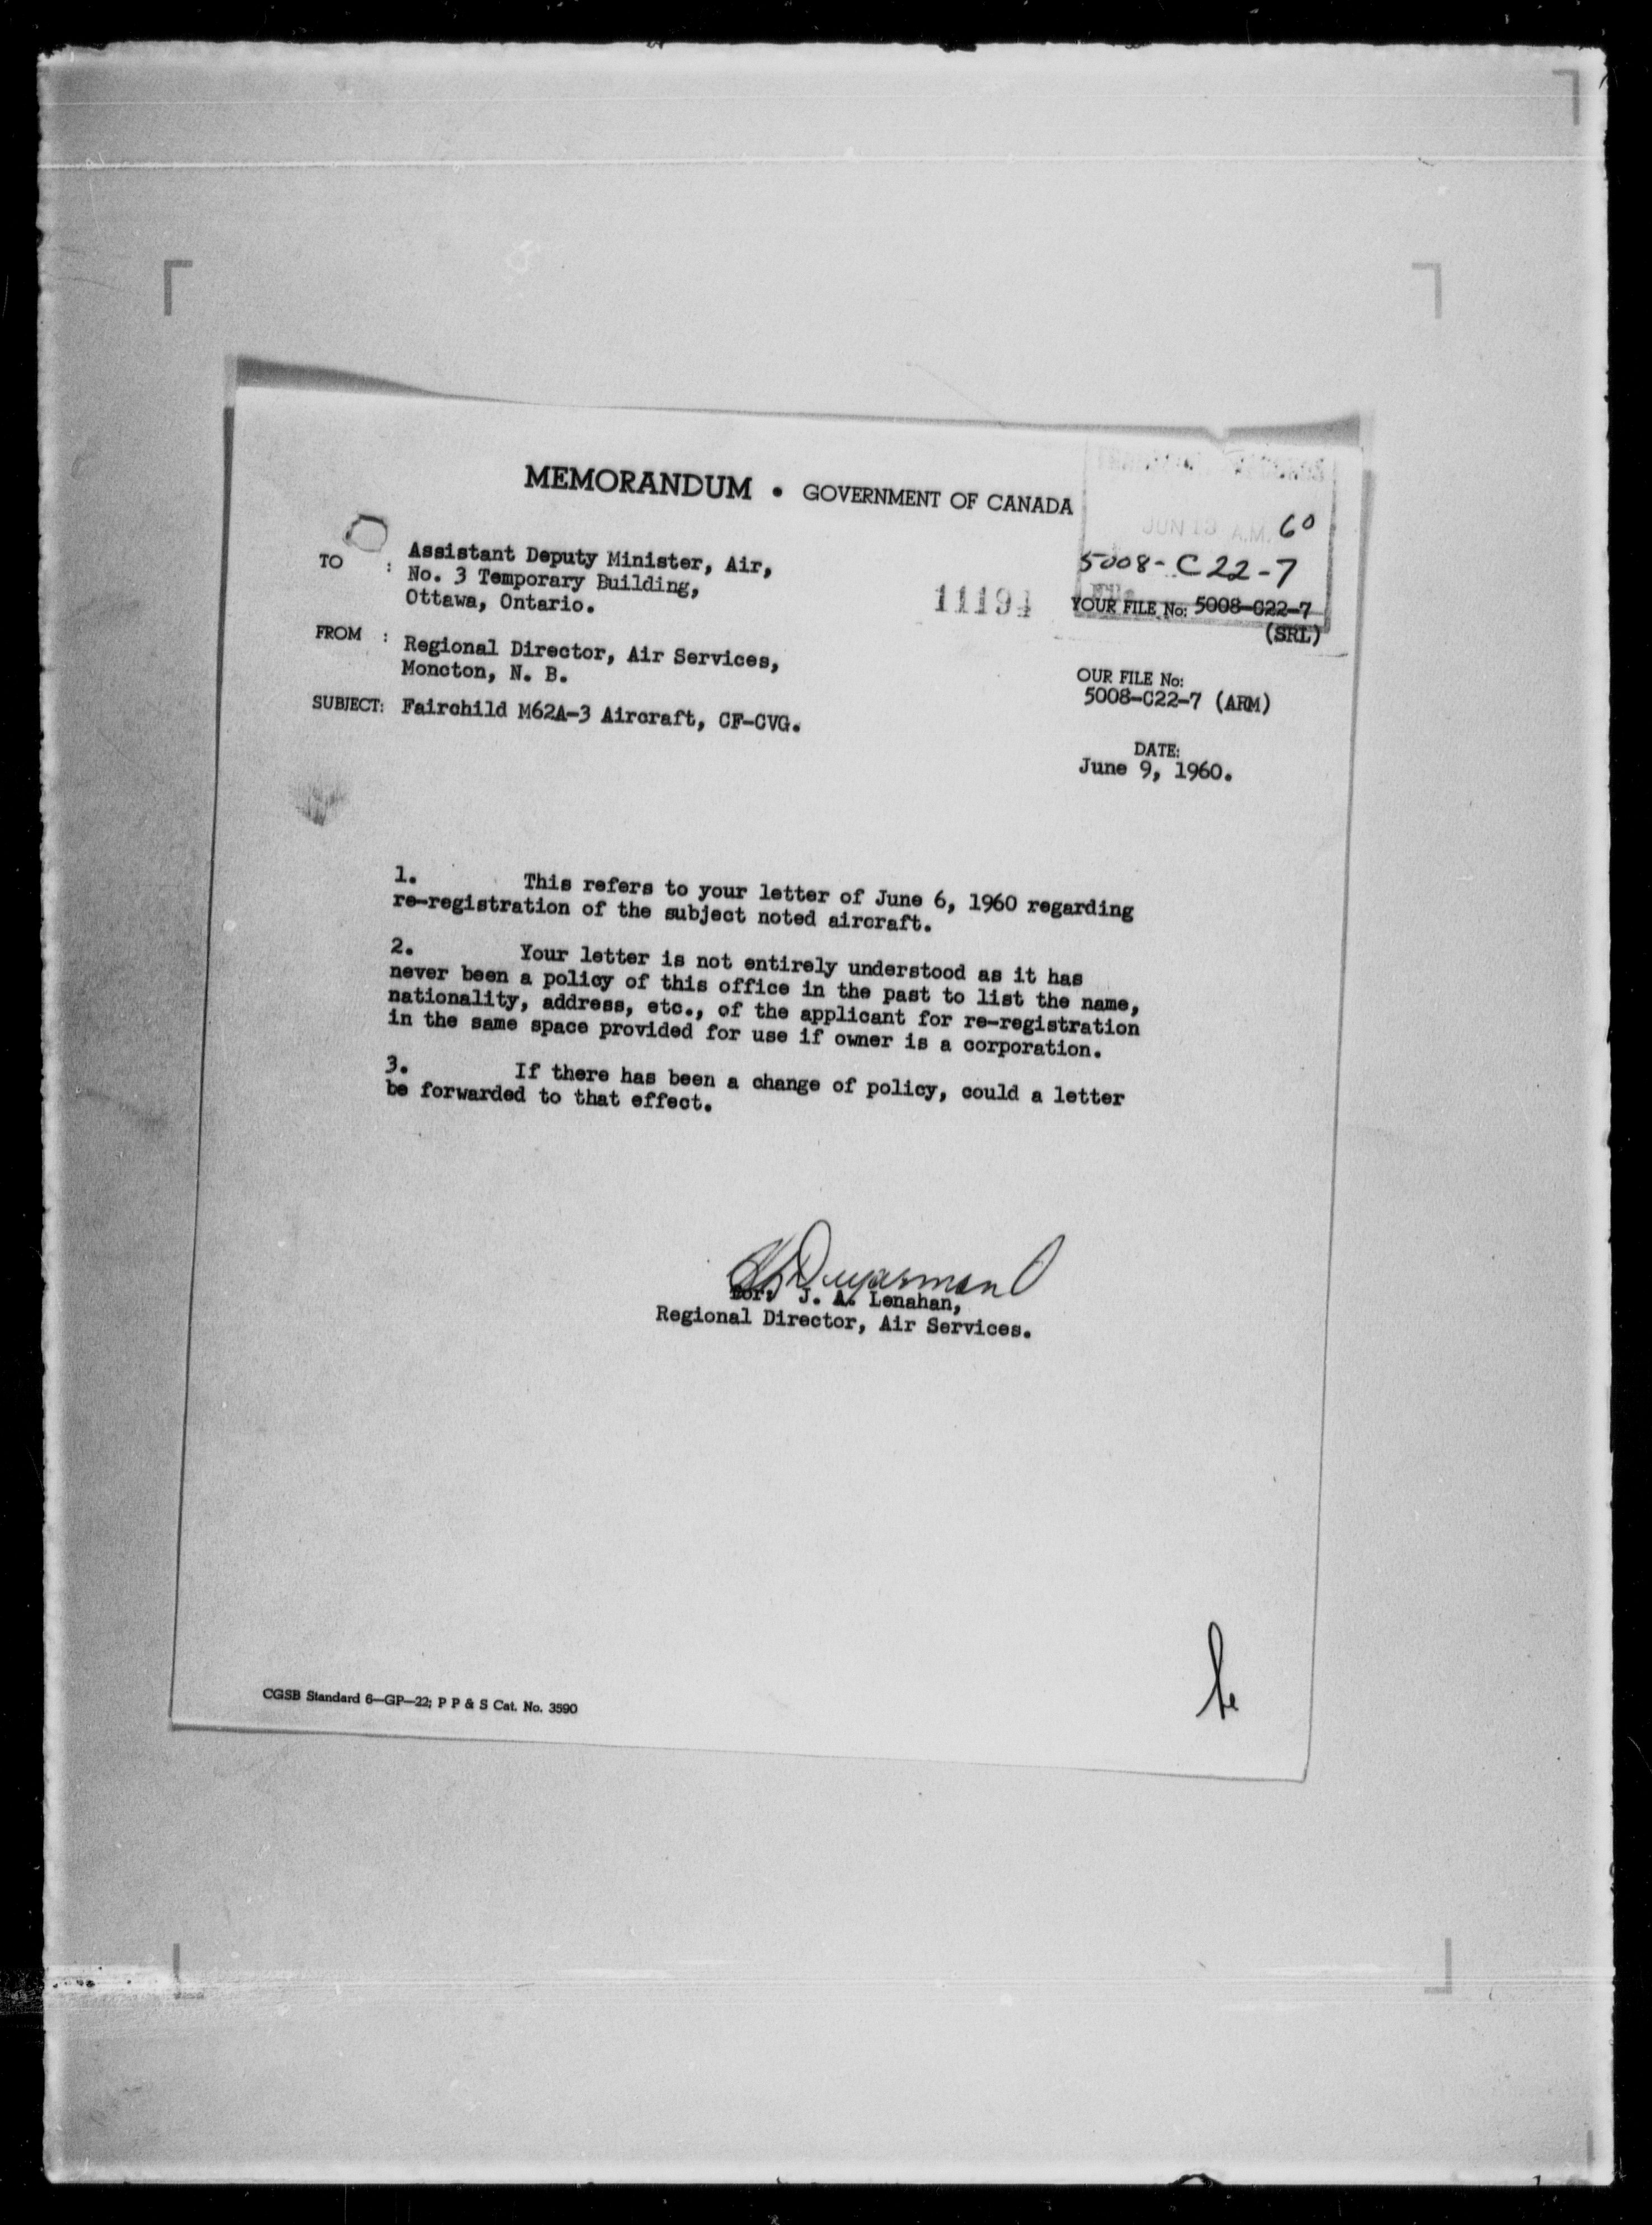 MEMORANDUM • GOVERNMENT OF CANADA
JUN 13 A.M. 60
5008-C22-7
TO : Assistant Deputy Minister, Air,
No. 3 Temporary Building,
Ottawa, Ontario.
11194
YOUR FILE No: 5008-C22-7
(SRL)
FROM : Regional Director, Air Services,
Moncton, N. B.
OUR FILE No:
5008-C22-7 (ARM)
SUBJECT: Fairchild M62A-3 Aircraft, CF-CVG.
DATE:
June 9, 1960.
1. This refers to your letter of June 6, 1960 regarding
re-registration of the subject noted aircraft.
2. Your letter is not entirely understood as it has
never been a policy of this office in the past to list the name,
nationality, address, etc., of the applicant for re-registration
in the same space provided for use if owner is a corporation.
3. If there has been a change of policy, could a letter
be forwarded to that effect.
for: J. A. Lenahan,
Regional Director, Air Services.
CGSB Standard 6—GP—22; P P & S Cat. No. 3590